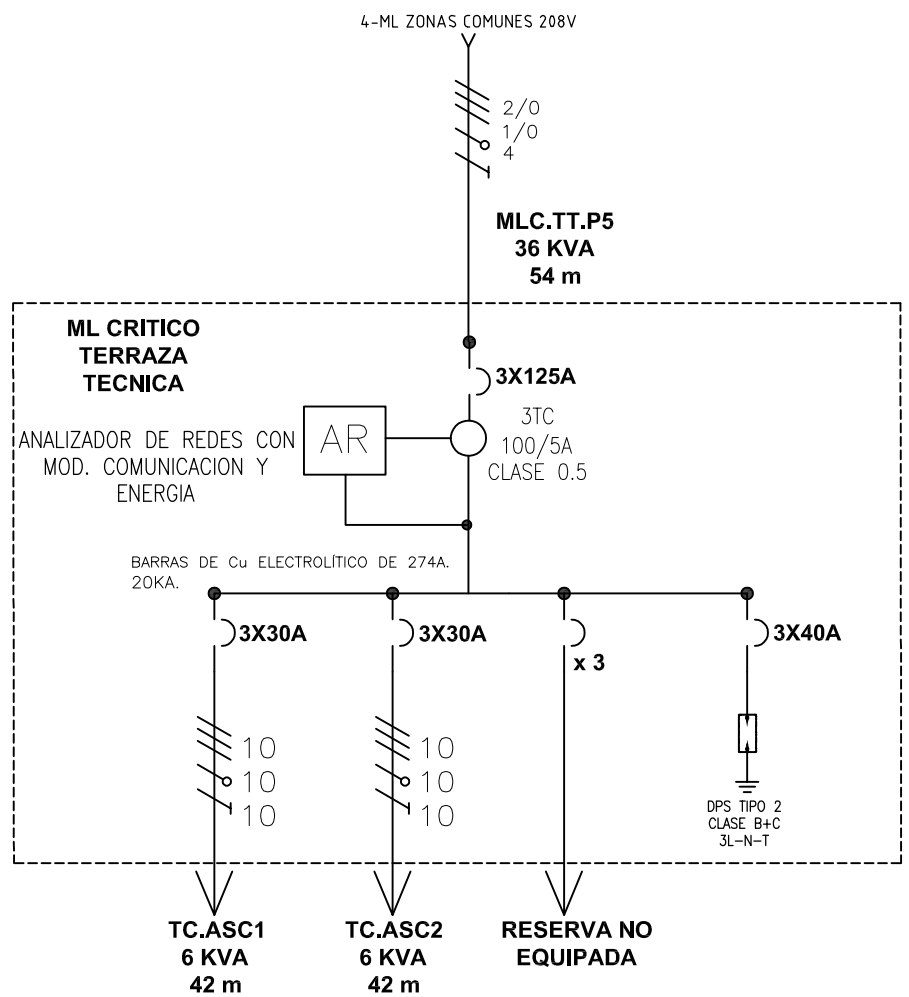 4-ML ZONAS COMUNES 208V
2/0
1/0
4
MLC.TT.P5
36 KVA
54 m
ML CRITICO
TERRAZA
TECNICA
3X125A
3TC
100/5A
CLASE 0.5
AR
ANALIZADOR DE REDES CON
MOD. COMUNICACION Y
ENERGIA
BARRAS DE Cu ELECTROLÍTICO DE 274A.
20KA.
3X30A
3X30A
x 3
3X40A
10
10
10
10
10
10
DPS TIPO 2
CLASE B+C
3L-N-T
TC.ASC1
6 KVA
42 m
TC.ASC2
6 KVA
42 m
RESERVA NO
EQUIPADA